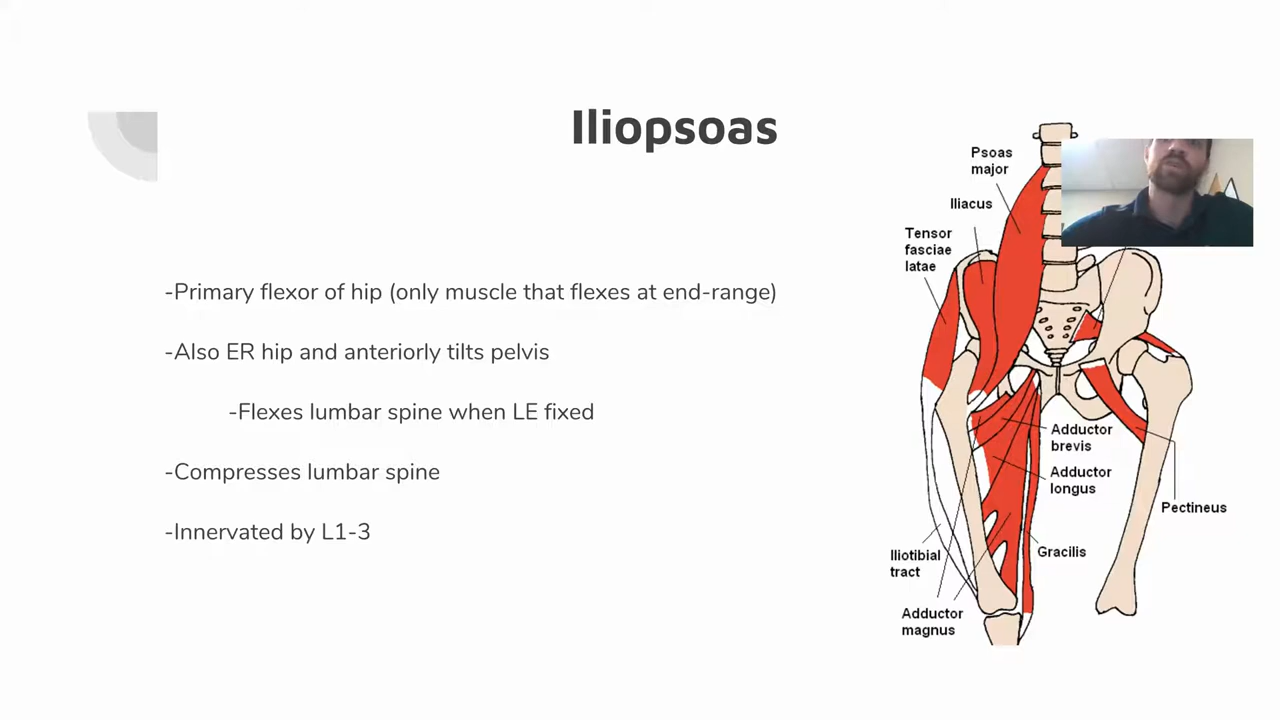 Iliopsoas
-Primary flexor of hip (only muscle that flexes at end-range)
-Also ER hip and anteriorly tilts pelvis
-Flexes lumbar spine when LE fixed
-Compresses lumbar spine
-Innervated by L1-3
Psoas
major
Iliacus
Tensor
fasciae
latae
Adductor
brevis
Adductor
longus
Pectineus
Gracilis
Iliotibial
tract
Adductor
magnus